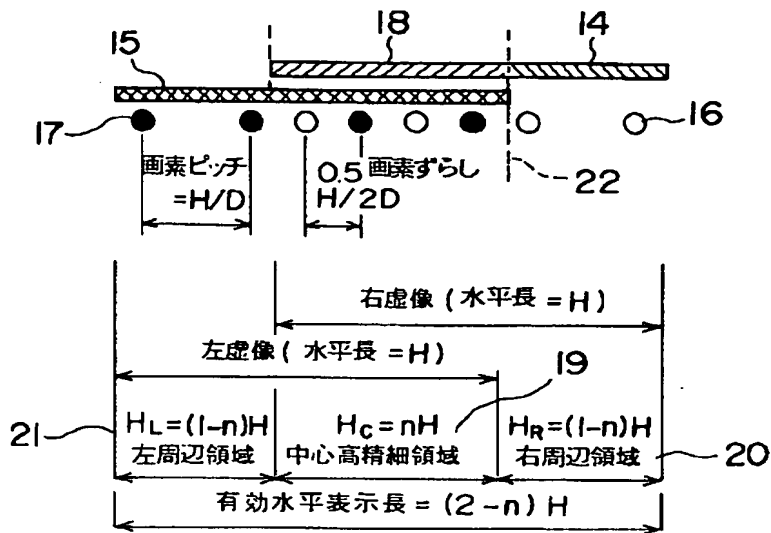 18
14
15
17
16
画素ピッチ
=H/D
0.5画素ずらし
H/2D
22
右虚像(水平長=H)
左虚像(水平長=H)
19
21
HL=(1-n)H
左周辺領域
HC=nH
中心高精細領域
HR=(1-n)H
右周辺領域
20
有効水平表示長=(2-n)H